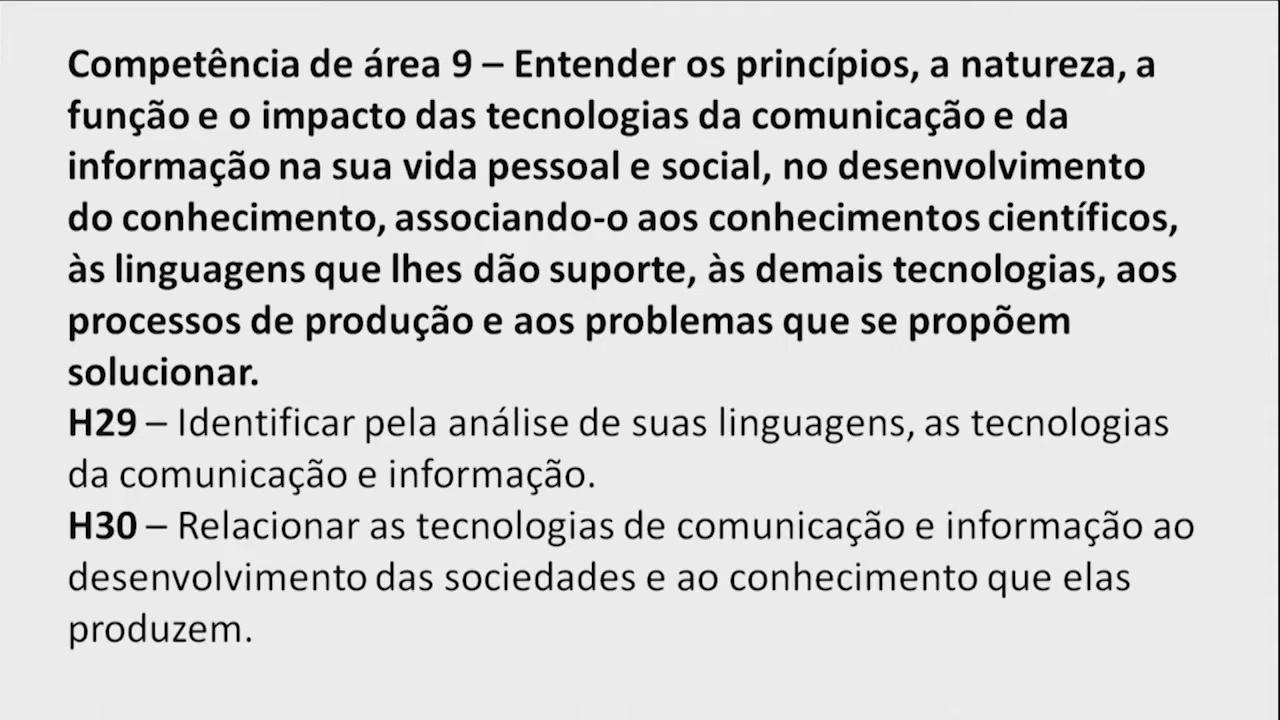 Competência de área 9 – Entender os princípios, a natureza, a
função e o impacto das tecnologias da comunicação e da
informação na sua vida pessoal e social, no desenvolvimento
do conhecimento, associando-o aos conhecimentos científicos,
às linguagens que lhes dão suporte, às demais tecnologias, aos
processos de produção e aos problemas que se propõem
solucionar.
H29 – Identificar pela análise de suas linguagens, as tecnologias
da comunicação e informação.
H30 – Relacionar as tecnologias de comunicação e informação ao
desenvolvimento das sociedades e ao conhecimento que elas
produzem.